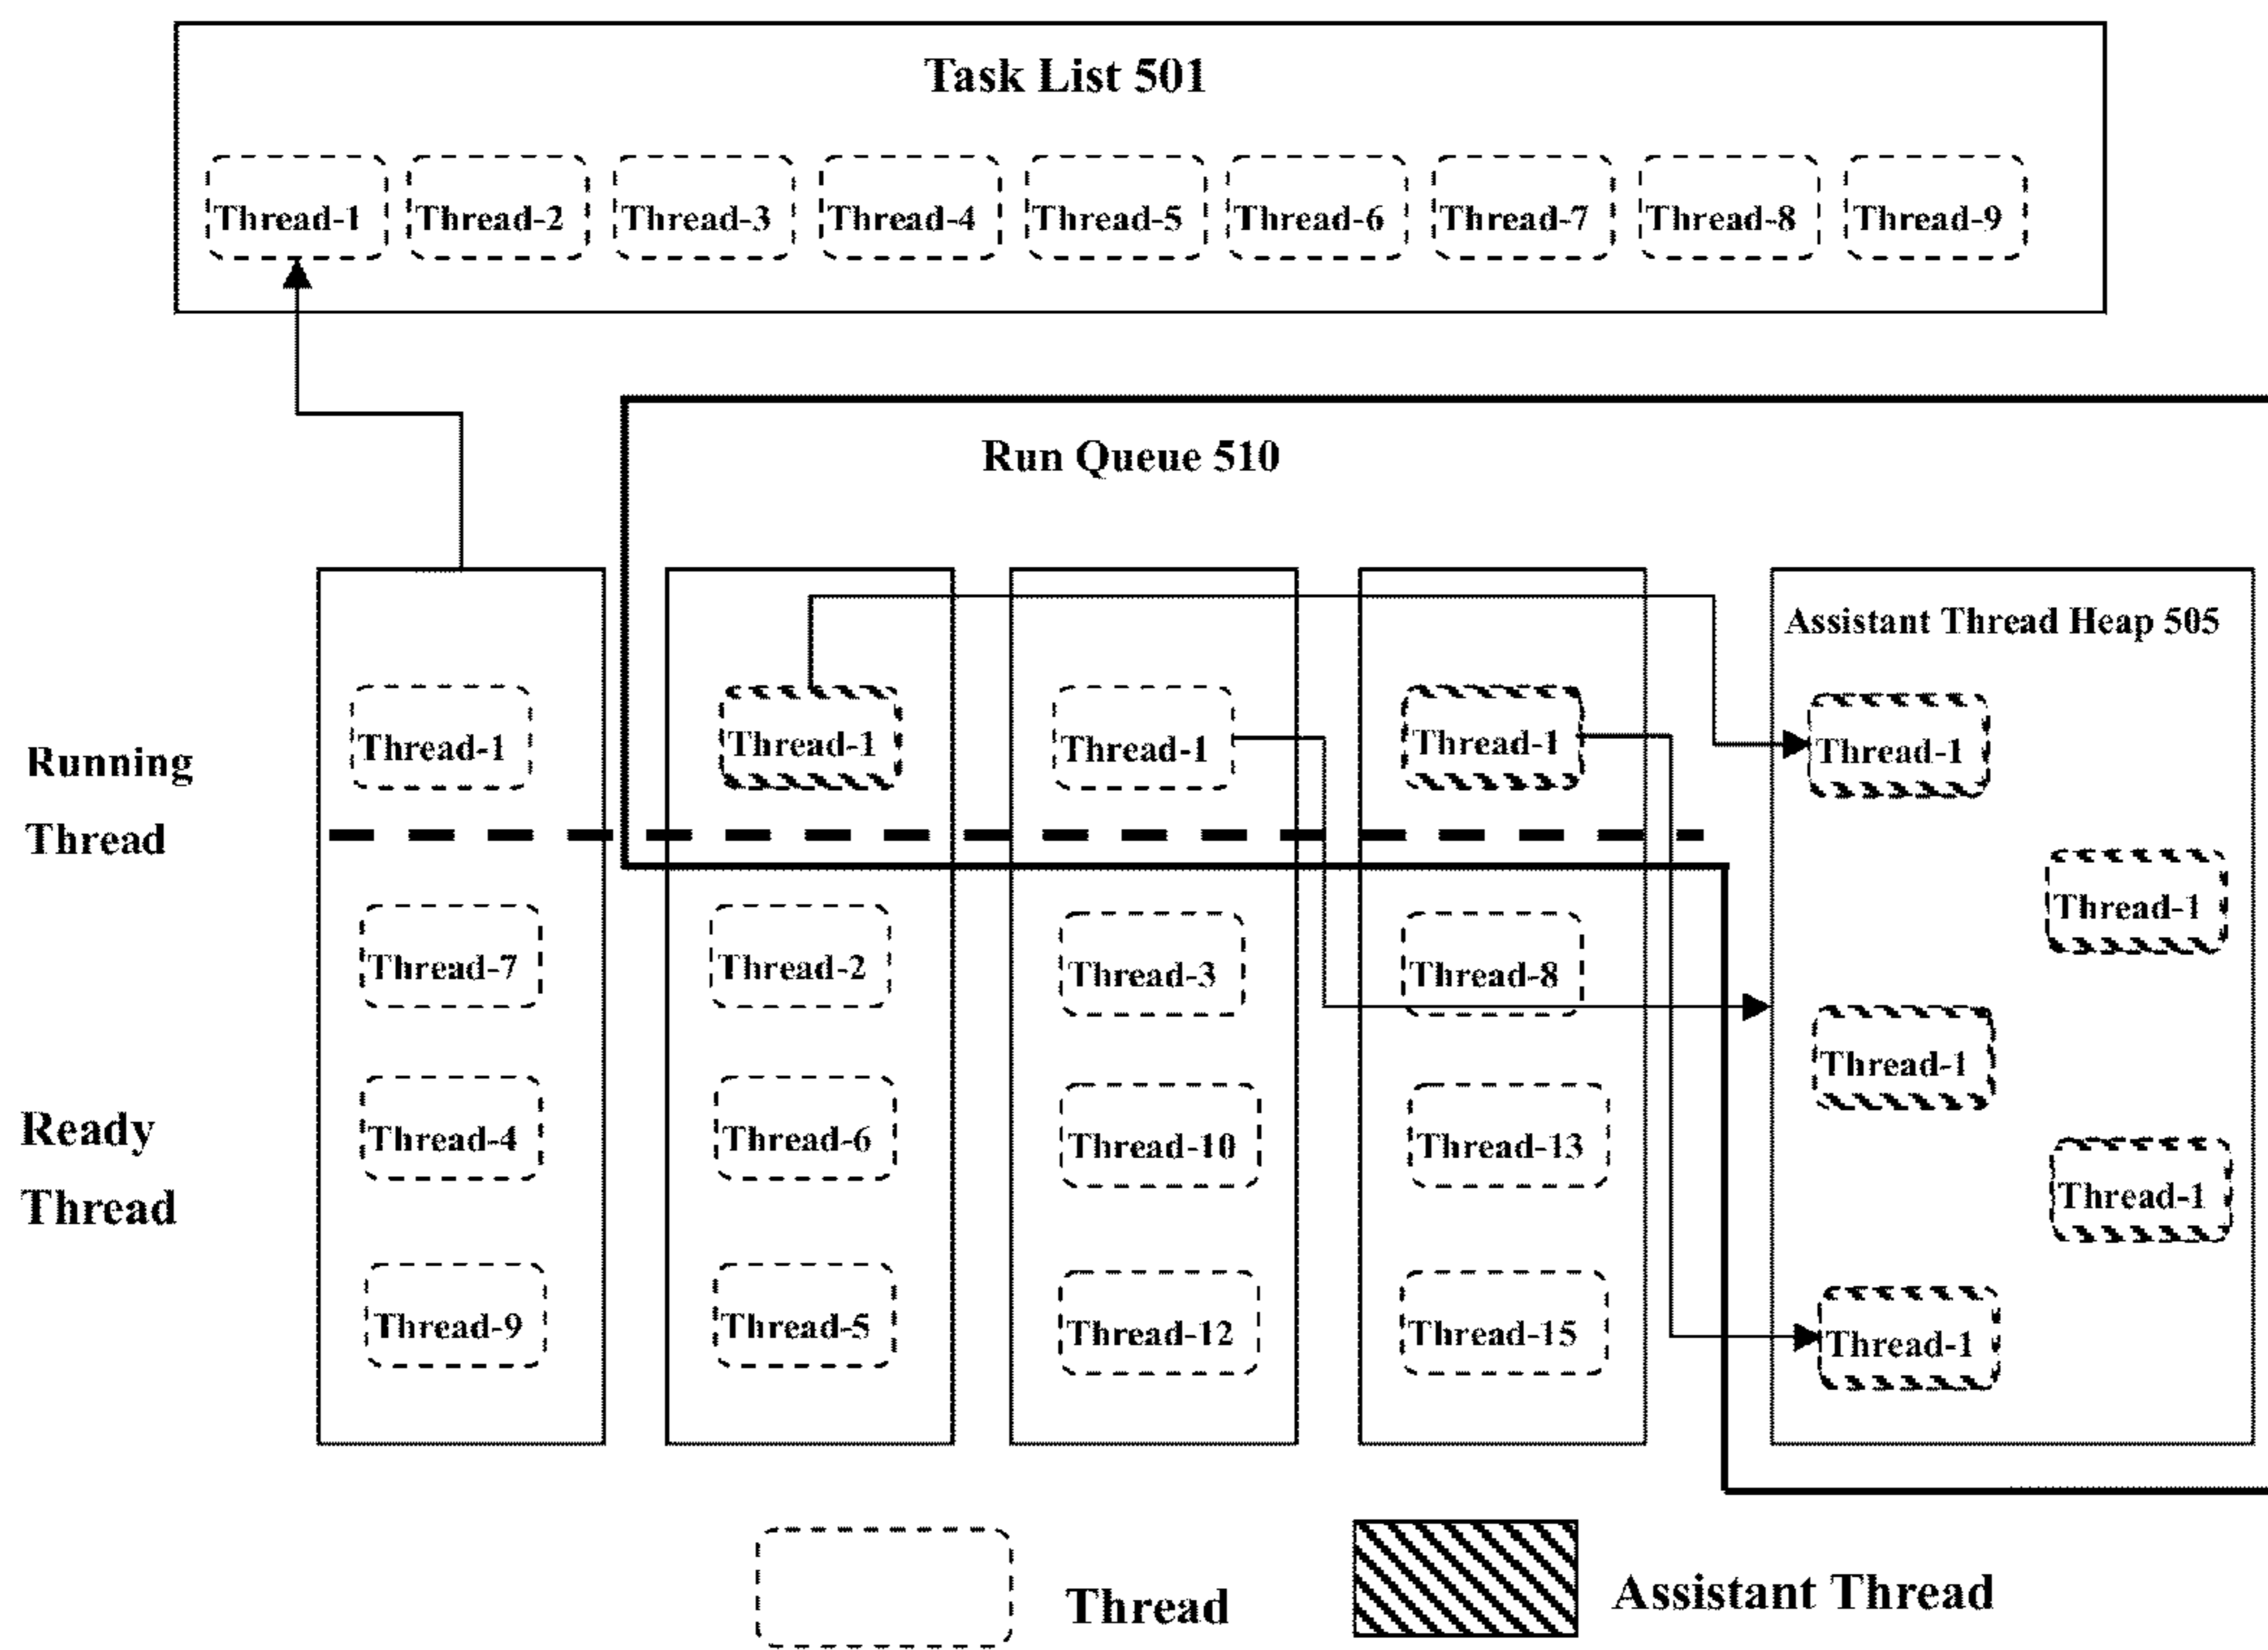 Task List 501
Thread-1 Thread-2 Thread-3 Thread-4 Thread-5 Thread-6 Thread-7 Thread-8 Thread-9
Run Queue 510
Assistant Thread Heap 505
Running
Thread
Thread-1 Thread-1 Thread-1 Thread-1 Thread-1
Thread-1
Thread-7 Thread-2 Thread-3 Thread-8
Thread-1
Ready
Thread
Thread-4 Thread-6 Thread-10 Thread-13
Thread-1
Thread-9 Thread-5 Thread-12 Thread-15 Thread-1
Thread
Assistant Thread